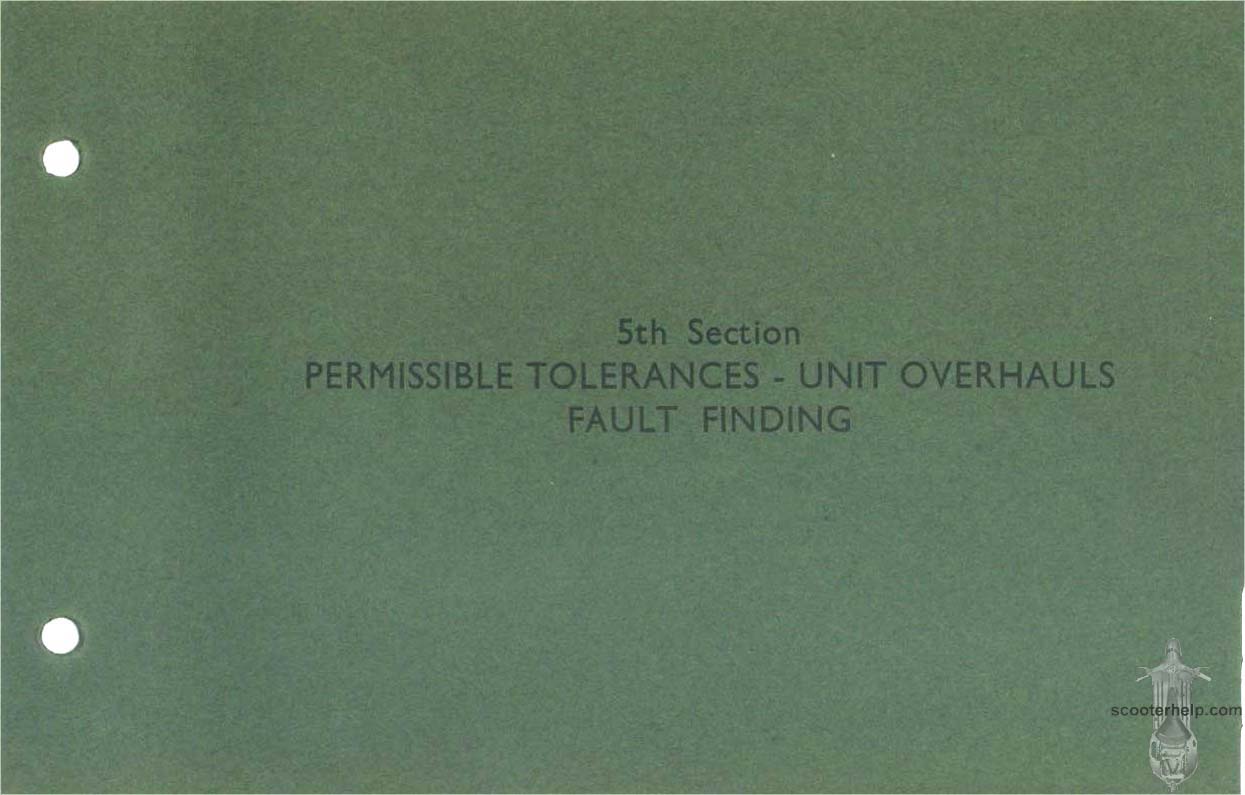 5th Section
PERMISSIBLE TOLERANCES - UNIT OVERHAULS
FAULT FINDING
scooterhelp.com